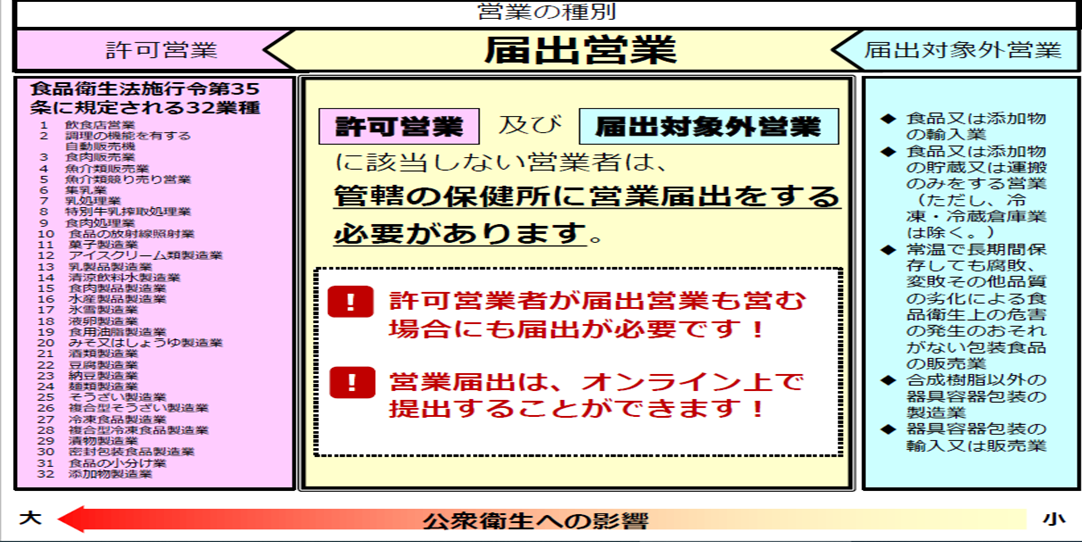 営業の種別
許可営業
届出営業
届出対象外営業
食品衛生法施行令第35
条に規定される32業種
1 飲食店営業
2 調理の機能を有する
自動販売機
3 食肉販売業
4 魚介類販売業
5 魚介類競り売り営業
6 集乳業
7 乳処理業
8 特別牛乳搾取処理業
9 食肉処理業
10 食品の放射線照射業
11 菓子製造業
12 アイスクリーム類製造業
13 乳製品製造業
14 清涼飲料水製造業
15 食肉製品製造業
16 水産製品製造業
17 氷雪製造業
18 液卵製造業
19 食用油脂製造業
20 みそ又はしょうゆ製造業
21 酒類製造業
22 豆腐製造業
23 納豆製造業
24 麺類製造業
25 そうざい製造業
26 複合型そうざい製造業
27 冷凍食品製造業
28 複合型冷凍食品製造業
29 漬物製造業
30 密封包装食品製造業
31 食品の小分け業
32 添加物製造業
許可営業 及び 届出対象外営業
に該当しない営業者は、
管轄の保健所に営業届出をする
必要があります。
! 許可営業者が届出営業も営む
場合にも届出が必要です！
! 営業届出は、オンライン上で
提出することができます！
◆ 食品又は添加物
の輸入業
◆ 食品又は添加物
の貯蔵又は運搬
のみをする営業
（ただし、冷
凍・冷蔵倉庫業
は除く。）
◆ 常温で長期間保
存しても腐敗、
変敗その他品質
の劣化による食
品衛生上の危害
の発生のおそれ
がない包装食品
の販売業
◆ 合成樹脂以外の
器具容器包装の
製造業
◆ 器具容器包装の
輸入又は販売業
大 公衆衛生への影響 小